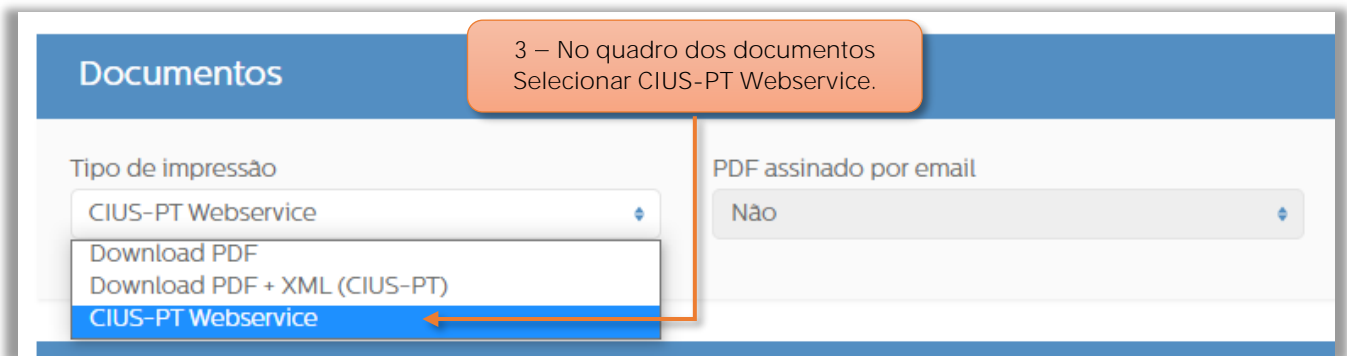 Documentos
3 – No quadro dos documentos
Selecionar CIUS-PT Webservice.
Tipo de impressão
PDF assinado por email
CIUS-PT Webservice
Não
Download PDF
Download PDF + XML (CIUS-PT)
CIUS-PT Webservice